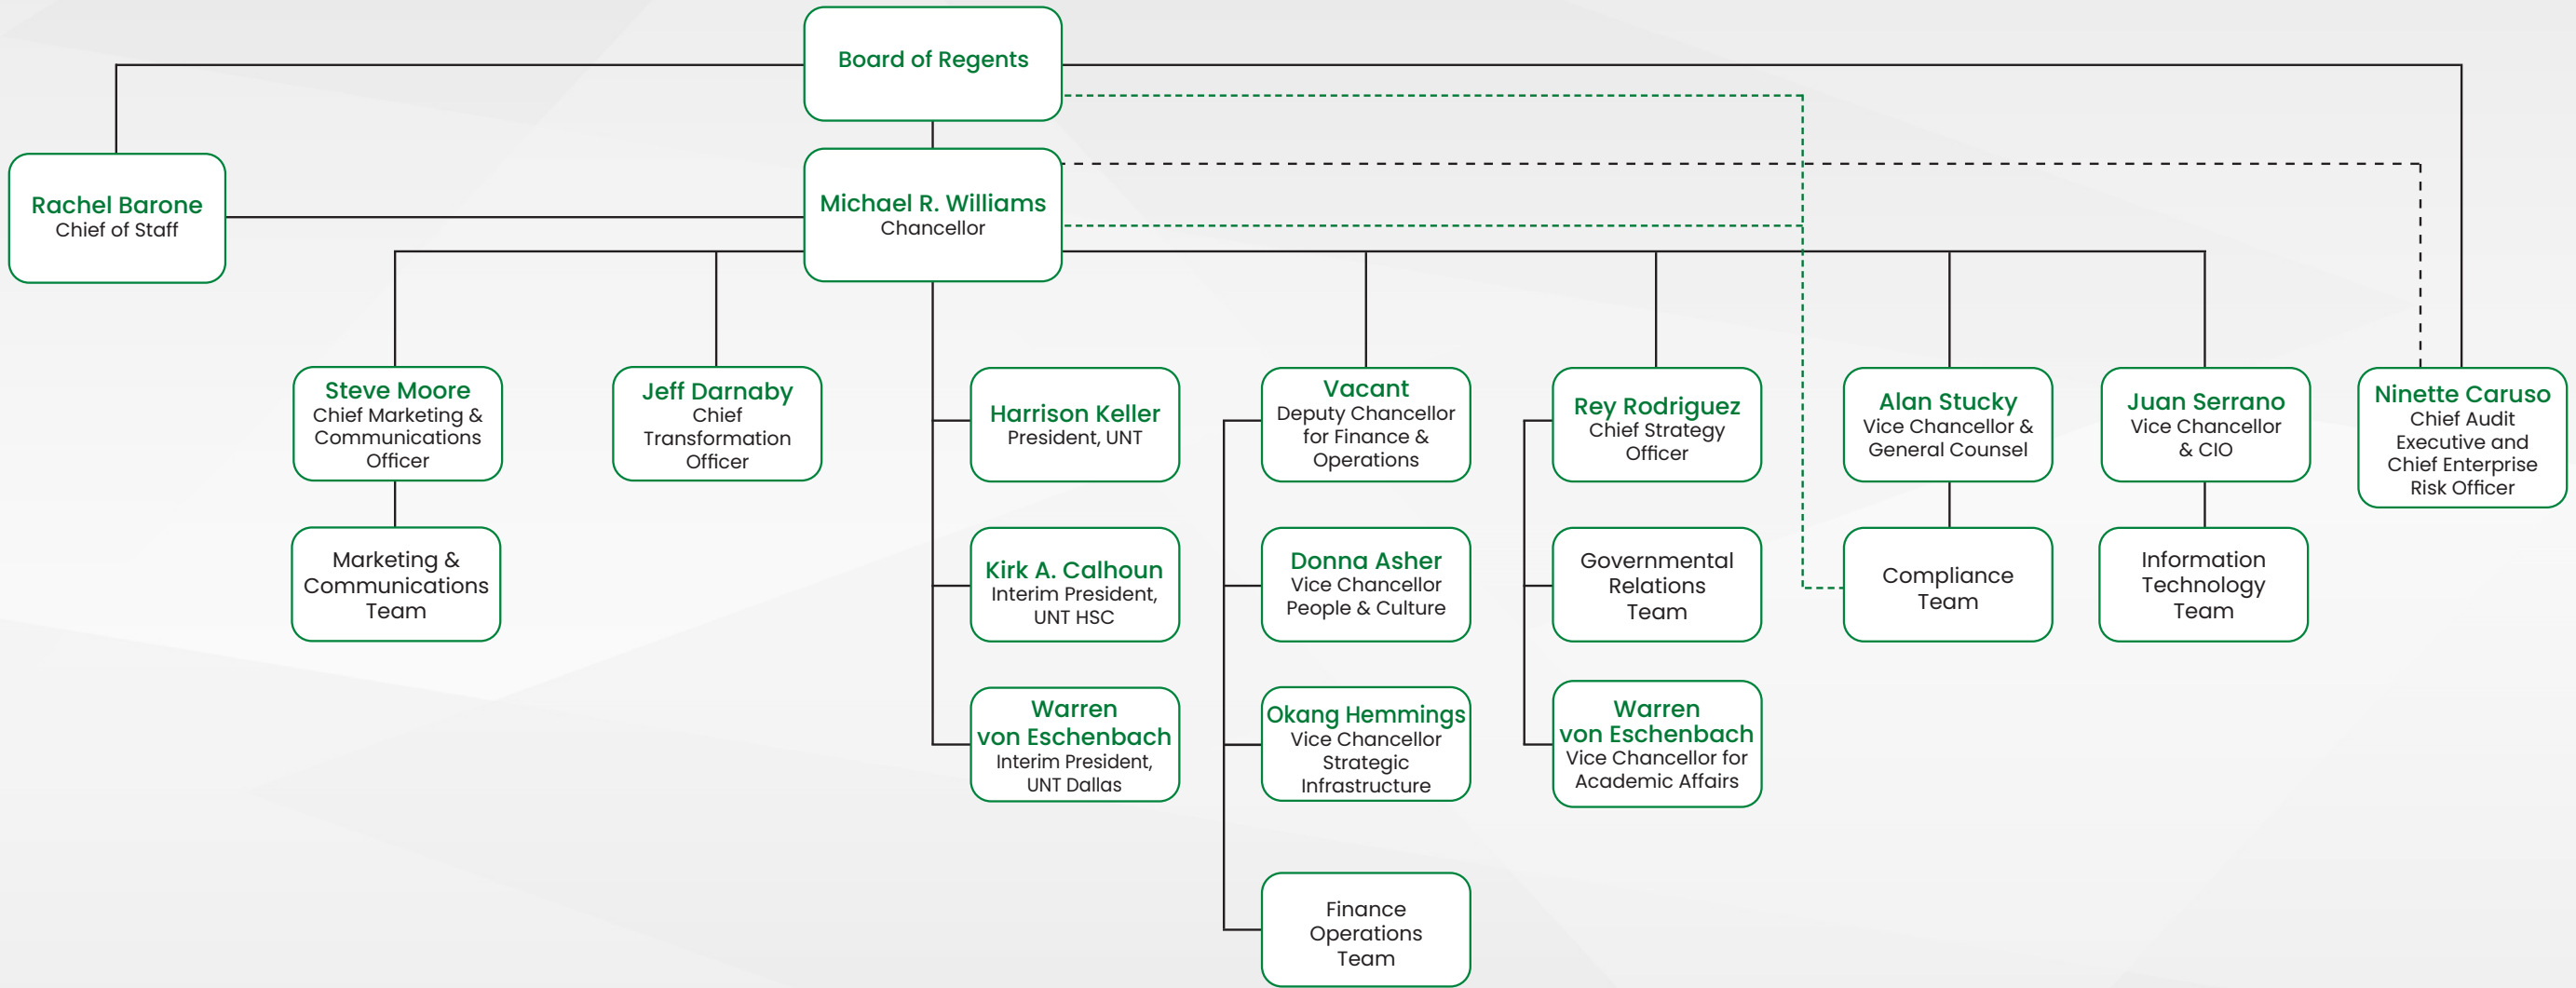 Board of Regents
Rachel Barone
Chief of Staff
Michael R. Williams
Chancellor
Steve Moore
Chief Marketing &
Communications
Officer
Jeff Darnaby
Chief
Transformation
Officer
Harrison Keller
President, UNT
Vacant
Deputy Chancellor
for Finance &
Operations
Rey Rodriguez
Chief Strategy
Officer
Alan Stucky
Vice Chancellor &
General Counsel
Juan Serrano
Vice Chancellor
& CIO
Ninette Caruso
Chief Audit
Executive and
Chief Enterprise
Risk Officer
Marketing &
Communications
Team
Kirk A. Calhoun
Interim President,
UNT HSC
Donna Asher
Vice Chancellor
People & Culture
Governmental
Relations
Team
Compliance
Team
Information
Technology
Team
Warren
von Eschenbach
Interim President,
UNT Dallas
Okang Hemmings
Vice Chancellor
Strategic
Infrastructure
Warren
von Eschenbach
Vice Chancellor for
Academic Affairs
Finance
Operations
Team